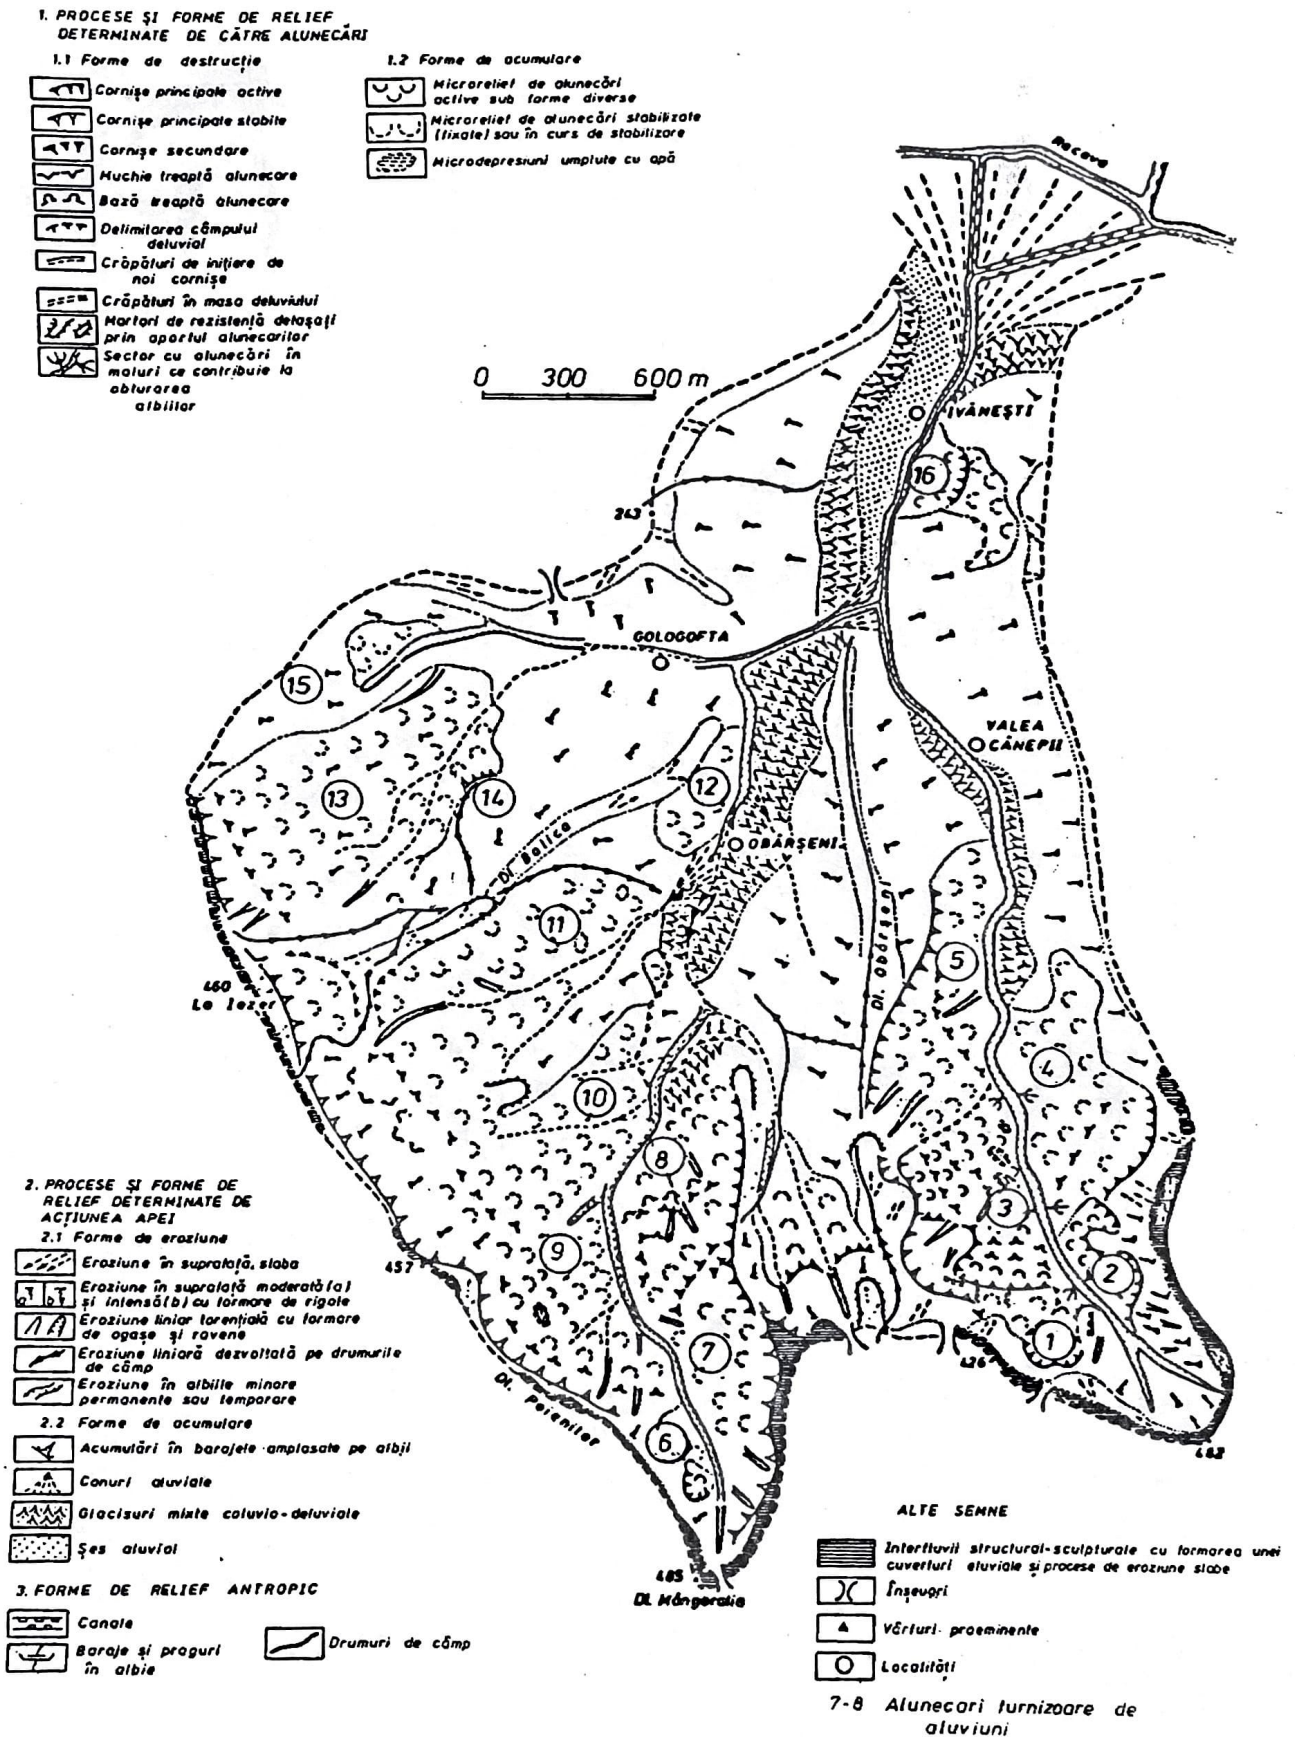 1. PROCESE ŞI FORME DE RELIEF
DETERMINATE DE CĂTRE ALUNECĂRI
1.1 Forme de destrucţie
Cornişe principale active
Cornişe principale stabile
Cornişe secundare
Muchie treaptă alunecare
Bază treaptă alunecare
Delimitarea câmpului
deluvial
Crăpături de iniţiere de
noi cornişe
Crăpături în masa deluviului
Martori de rezistenţă detaşaţi
prin aportul alunecarilor
Sector cu alunecări în
maluri ce contribuie la
obturarea
albiilor
1.2 Forme de acumulare
Microrelief de alunecări
active sub forme diverse
Microrelief de alunecări stabilizate
(fixate) sau în curs de stabilizare
Microdepresiuni umplute cu apă
0 300 600 m
Racova
IVĂNEŞTI
16
243
GOLOGOFTA
15
VALEA
CÂNEPII
13
14
12
Dl. Bolica
OBÂRŞENI
11
5
Dl. Obârşeni
460
La Iezer
4
10
8
3
9
2
457
1
7
426
Dl. Poienilor
6
462
485
Dl. Mângaralia
2. PROCESE ŞI FORME DE
RELIEF DETERMINATE DE
ACŢIUNEA APEI
2.1 Forme de eroziune
Eroziune în suprafaţă, slaba
Eroziune în suprafaţă moderată(a)
şi intensă(b) cu formare de rigole
a b
Eroziune liniar torenţială cu formare
de ogaşe şi ravene
Eroziune liniară dezvoltată pe drumurile
de câmp
Eroziune în albiile minore
permanente sau temporare
2.2 Forme de acumulare
Acumulări în barajele amplasate pe albii
Conuri aluviale
Glacisuri mixte coluvio-deluviale
Şes aluvial
3. FORME DE RELIEF ANTROPIC
Canale
Baraje şi praguri
în albie
Drumuri de câmp
ALTE SEMNE
Interfluvii structural-sculpturale cu formarea unei
cuverturi eluviale şi procese de eroziune slabe
Înşeuări
Vârfuri proeminente
Localităţi
7-8 Alunecari furnizoare de
aluviuni